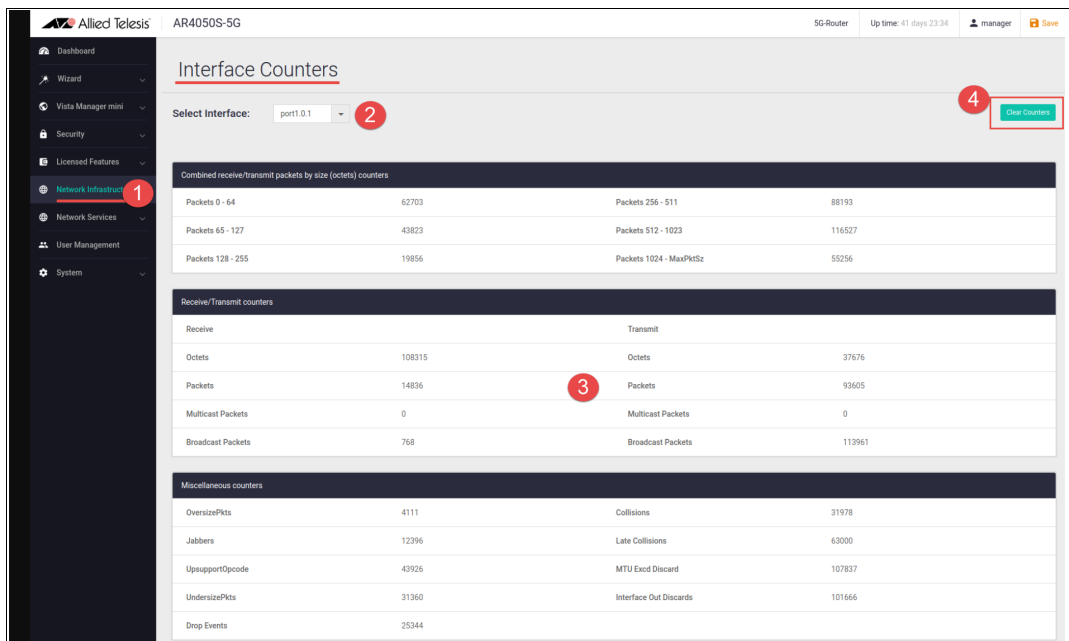 Allied Telesis
AR4050S-5G
5G-Router
Up time: 41 days 23:34
manager
Save
Dashboard
Wizard
Vista Manager mini
Security
Licensed Features
Network Infrastruct
1
Network Services
User Management
System
Interface Counters
Select Interface:
port1.0.1
2
4
Clear Counters
Combined receive/transmit packets by size (octets) counters
Packets 0 - 64 62703 Packets 256 - 511 88193
Packets 65 - 127 43823 Packets 512 - 1023 116527
Packets 128 - 255 19856 Packets 1024 - MaxPktSz 55256
Receive/Transmit counters
Receive Transmit
Octets 108315 Octets 37676
Packets 14836 3 Packets 93605
Multicast Packets 0 Multicast Packets 0
Broadcast Packets 768 Broadcast Packets 113961
Miscellaneous counters
OversizePkts 4111 Collisions 31978
Jabbers 12396 Late Collisions 63000
UpsupportOpcode 43926 MTU Excd Discard 107837
UndersizePkts 31360 Interface Out Discards 101666
Drop Events 25344